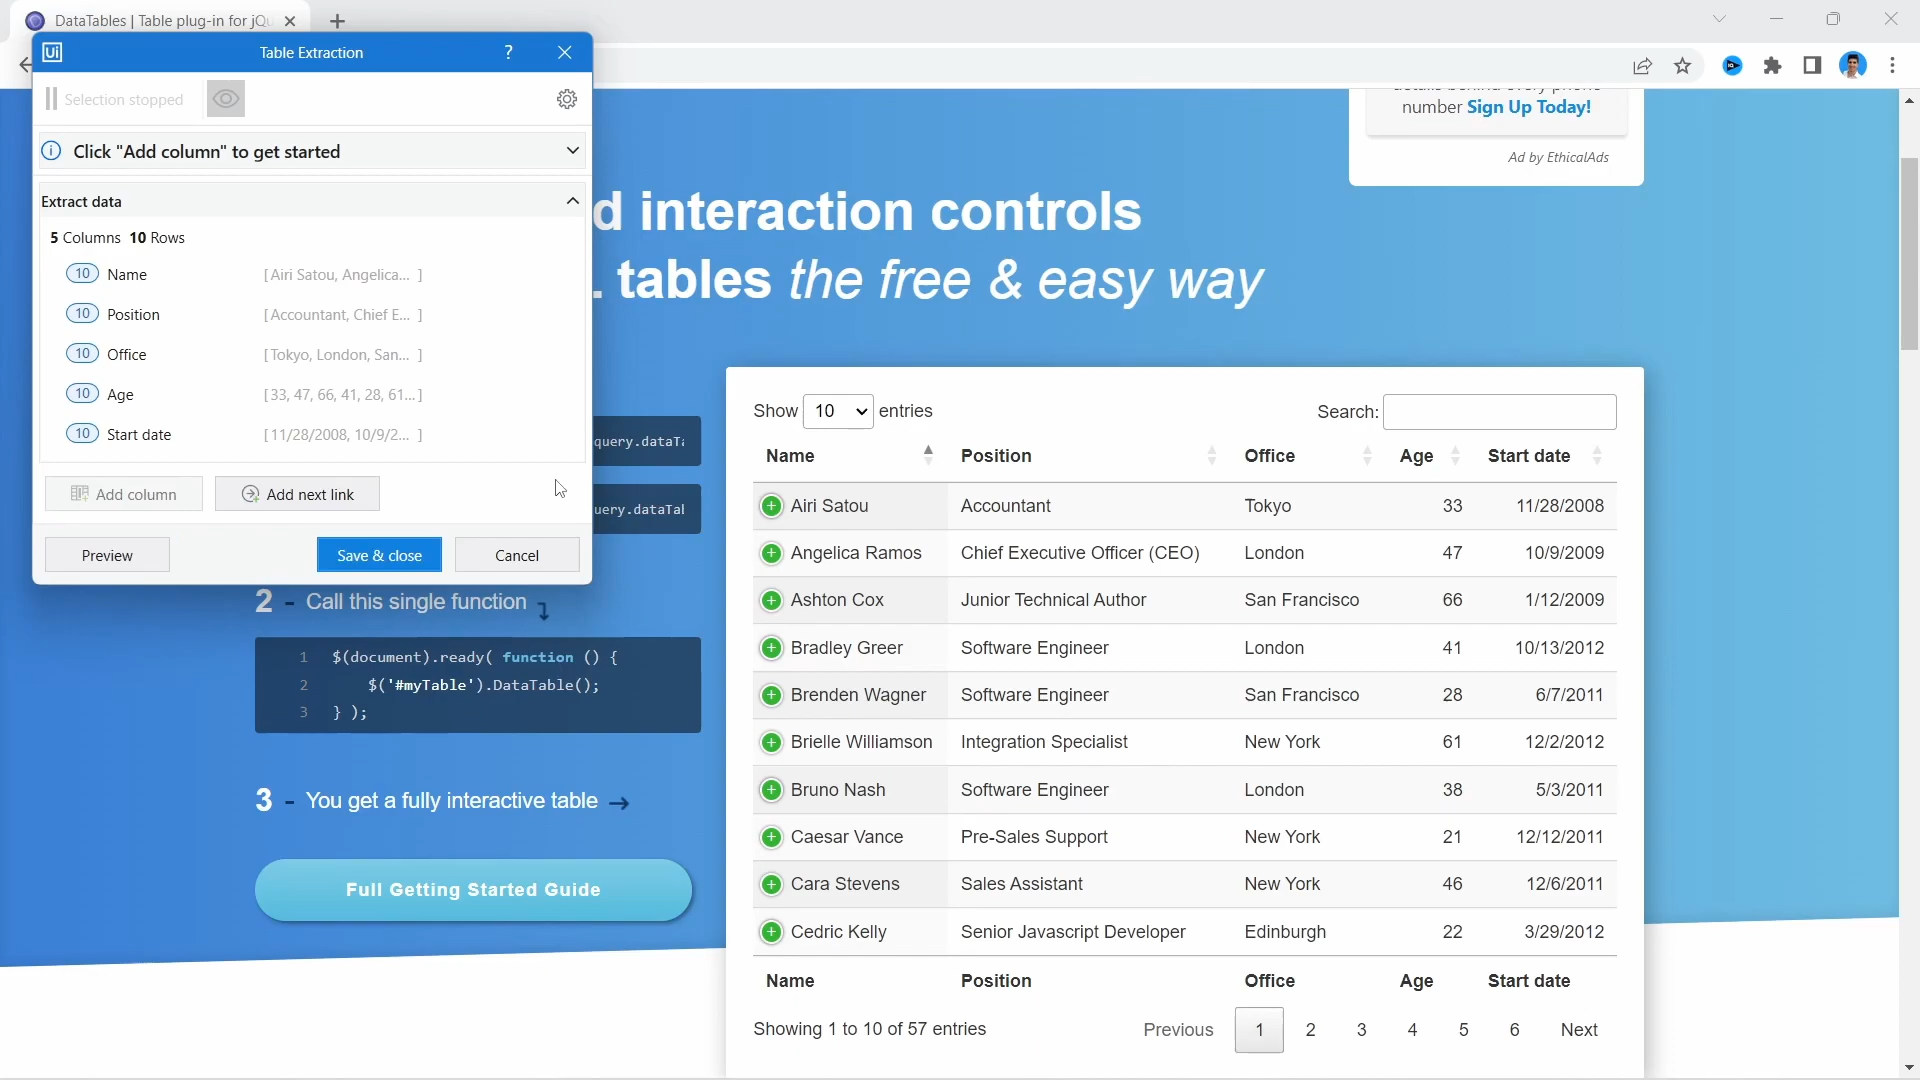 DataTables | Table plug-in for jQu
Ui
Table Extraction
?
Selection stopped
Click "Add column" to get started
Extract data
5 Columns 10 Rows
10 Name [Airi Satou, Angelica... ]
10 Position [Accountant, Chief E... ]
10 Office [Tokyo, London, San... ]
10 Age [33, 47, 66, 41, 28, 61...]
10 Start date [11/28/2008, 10/9/2... ]
Add column
Add next link
Preview
Save & close
Cancel
number Sign Up Today!
Ad by EthicalAds
d interaction controls
. tables the free & easy way
query.dataTa
uery.dataTal
2 - Call this single function
1 $(document).ready( function () {
2 $('#myTable').DataTable();
3 } );
3 - You get a fully interactive table →
Full Getting Started Guide
Show 10 entries
Search:
Name Position Office Age Start date
Airi Satou Accountant Tokyo 33 11/28/2008
Angelica Ramos Chief Executive Officer (CEO) London 47 10/9/2009
Ashton Cox Junior Technical Author San Francisco 66 1/12/2009
Bradley Greer Software Engineer London 41 10/13/2012
Brenden Wagner Software Engineer San Francisco 28 6/7/2011
Brielle Williamson Integration Specialist New York 61 12/2/2012
Bruno Nash Software Engineer London 38 5/3/2011
Caesar Vance Pre-Sales Support New York 21 12/12/2011
Cara Stevens Sales Assistant New York 46 12/6/2011
Cedric Kelly Senior Javascript Developer Edinburgh 22 3/29/2012
Name Position Office Age Start date
Showing 1 to 10 of 57 entries
Previous 1 2 3 4 5 6 Next